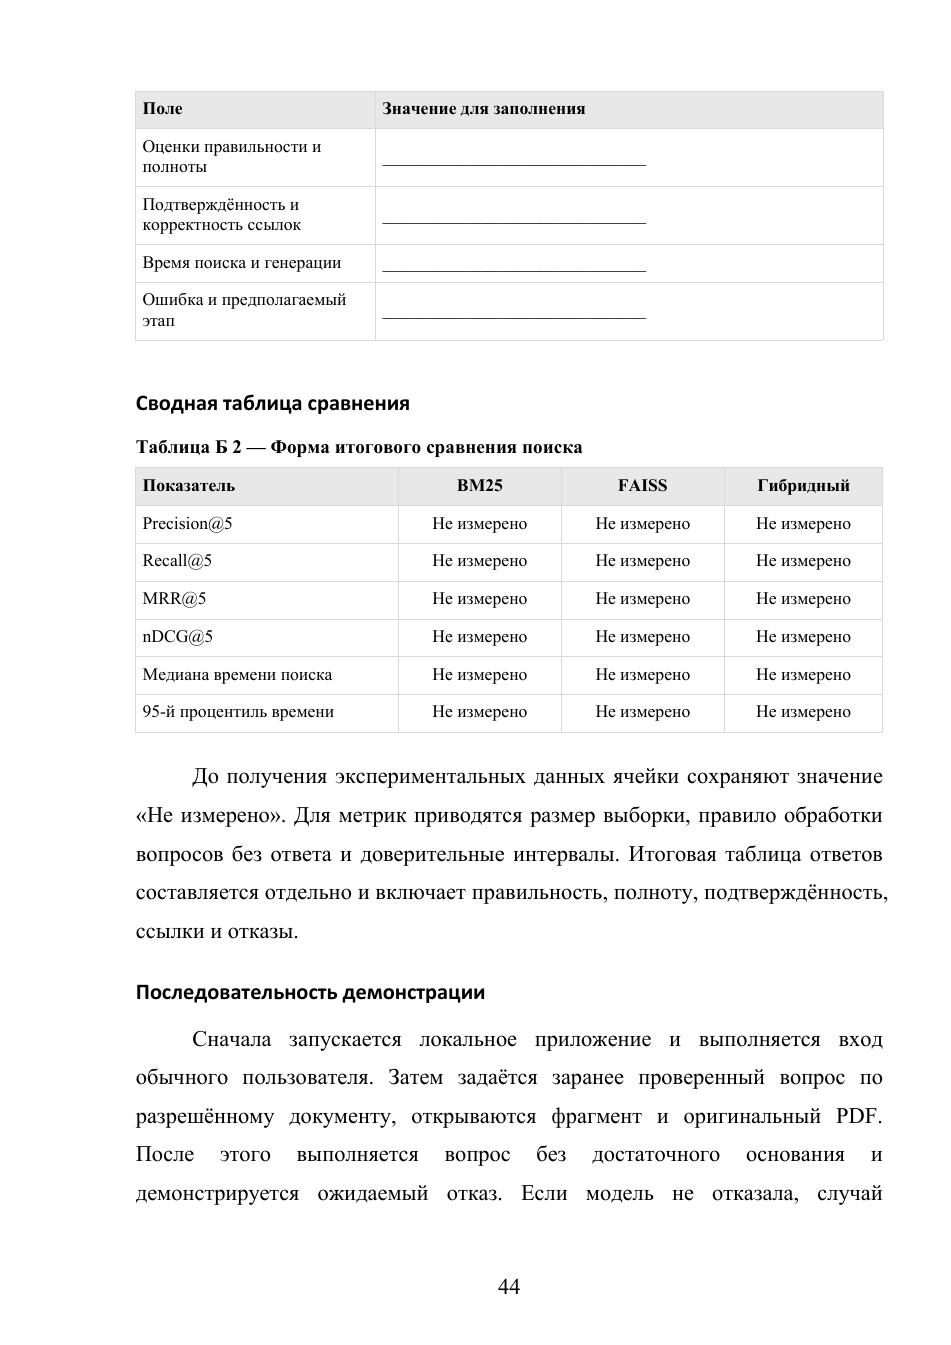 Поле Значение для заполнения
Оценки правильности и
полноты ______________________________
Подтверждённость и
корректность ссылок ______________________________
Время поиска и генерации ______________________________
Ошибка и предполагаемый
этап ______________________________
Сводная таблица сравнения
Таблица Б 2 — Форма итогового сравнения поиска
Показатель BM25 FAISS Гибридный
Precision@5 Не измерено Не измерено Не измерено
Recall@5 Не измерено Не измерено Не измерено
MRR@5 Не измерено Не измерено Не измерено
nDCG@5 Не измерено Не измерено Не измерено
Медиана времени поиска Не измерено Не измерено Не измерено
95-й процентиль времени Не измерено Не измерено Не измерено
До получения экспериментальных данных ячейки сохраняют значение
«Не измерено». Для метрик приводятся размер выборки, правило обработки
вопросов без ответа и доверительные интервалы. Итоговая таблица ответов
составляется отдельно и включает правильность, полноту, подтверждённость,
ссылки и отказы.
Последовательность демонстрации
Сначала запускается локальное приложение и выполняется вход
обычного пользователя. Затем задаётся заранее проверенный вопрос по
разрешённому документу, открываются фрагмент и оригинальный PDF.
После этого выполняется вопрос без достаточного основания и
демонстрируется ожидаемый отказ. Если модель не отказала, случай
44